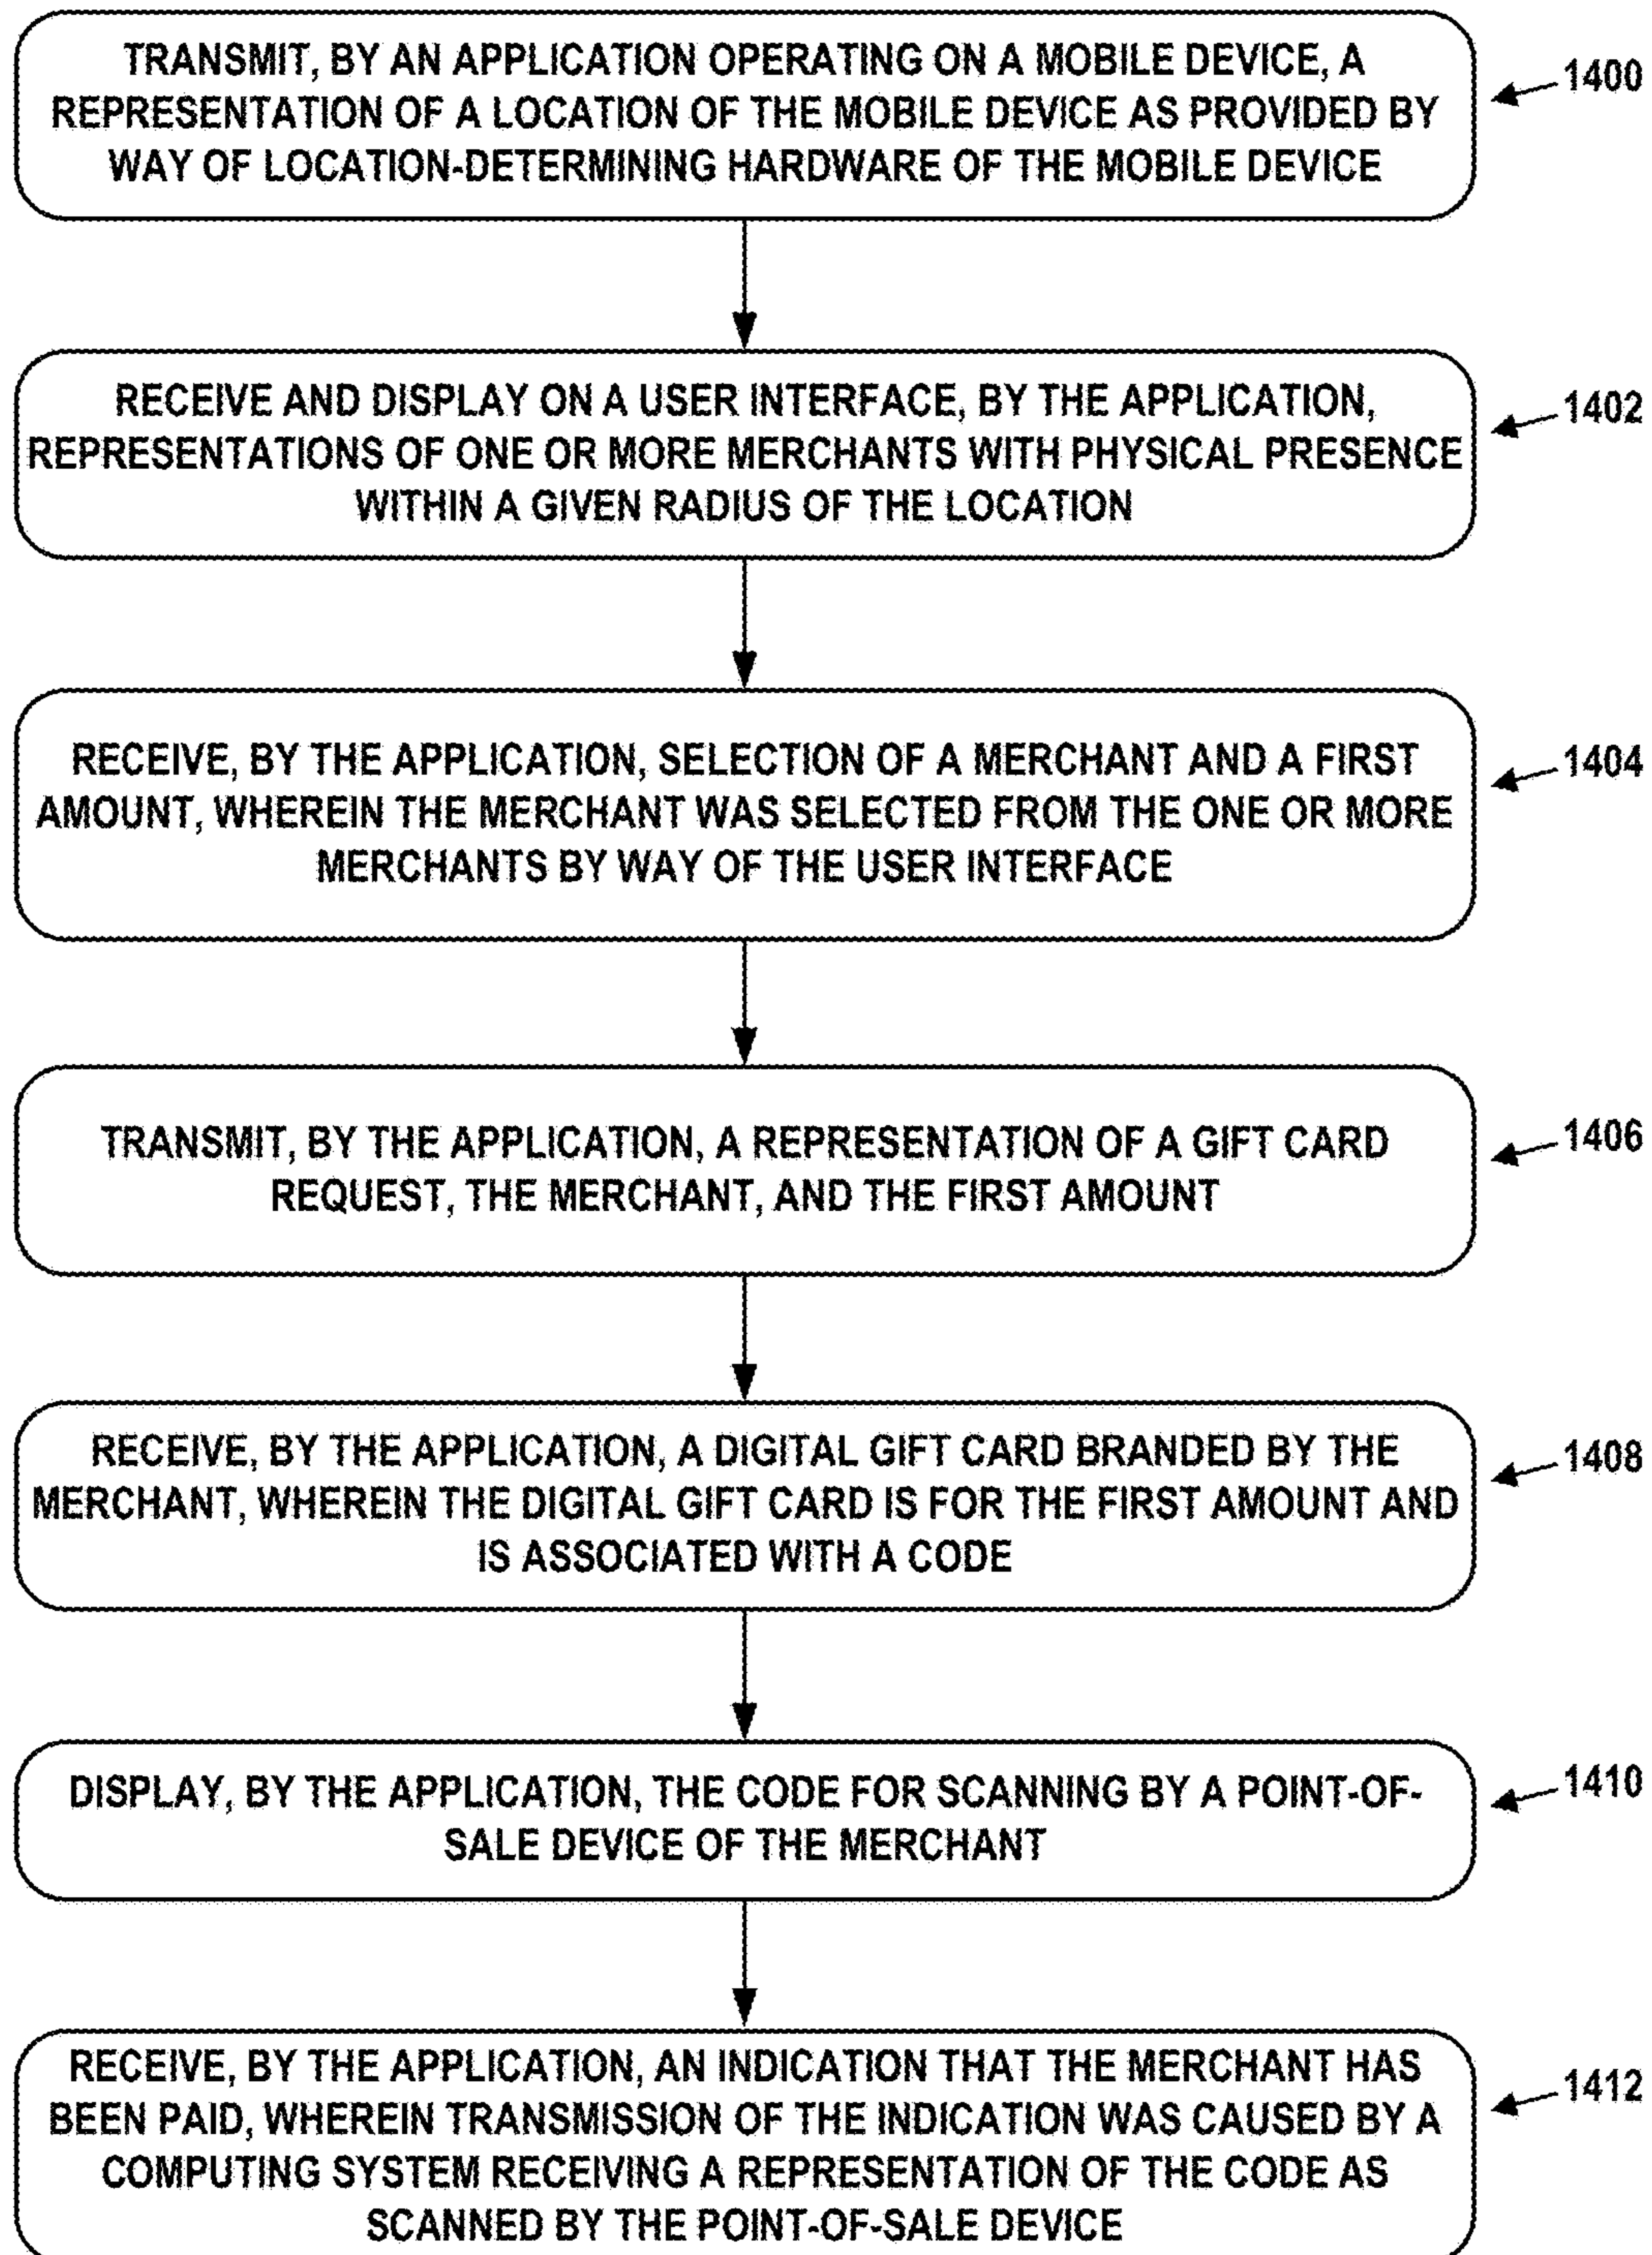 TRANSMIT, BY AN APPLICATION OPERATING ON A MOBILE DEVICE, A
REPRESENTATION OF A LOCATION OF THE MOBILE DEVICE AS PROVIDED BY
WAY OF LOCATION-DETERMINING HARDWARE OF THE MOBILE DEVICE
1400
RECEIVE AND DISPLAY ON A USER INTERFACE, BY THE APPLICATION,
REPRESENTATIONS OF ONE OR MORE MERCHANTS WITH PHYSICAL PRESENCE
WITHIN A GIVEN RADIUS OF THE LOCATION
1402
RECEIVE, BY THE APPLICATION, SELECTION OF A MERCHANT AND A FIRST
AMOUNT, WHEREIN THE MERCHANT WAS SELECTED FROM THE ONE OR MORE
MERCHANTS BY WAY OF THE USER INTERFACE
1404
TRANSMIT, BY THE APPLICATION, A REPRESENTATION OF A GIFT CARD
REQUEST, THE MERCHANT, AND THE FIRST AMOUNT
1406
RECEIVE, BY THE APPLICATION, A DIGITAL GIFT CARD BRANDED BY THE
MERCHANT, WHEREIN THE DIGITAL GIFT CARD IS FOR THE FIRST AMOUNT AND
IS ASSOCIATED WITH A CODE
1408
DISPLAY, BY THE APPLICATION, THE CODE FOR SCANNING BY A POINT-OF-
SALE DEVICE OF THE MERCHANT
1410
RECEIVE, BY THE APPLICATION, AN INDICATION THAT THE MERCHANT HAS
BEEN PAID, WHEREIN TRANSMISSION OF THE INDICATION WAS CAUSED BY A
COMPUTING SYSTEM RECEIVING A REPRESENTATION OF THE CODE AS
SCANNED BY THE POINT-OF-SALE DEVICE
1412